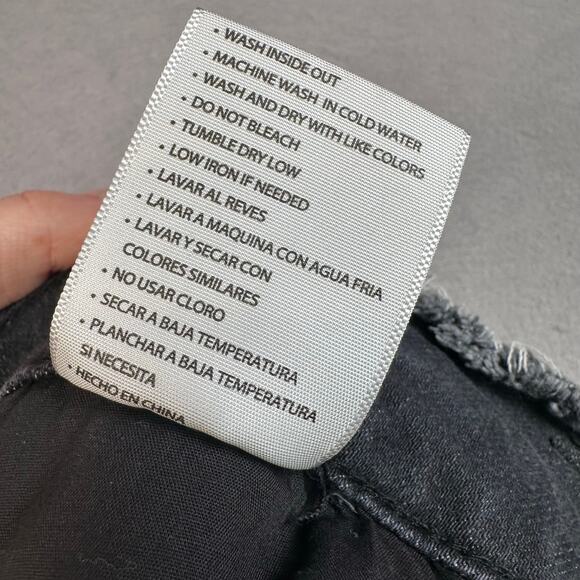 • WASH INSIDE OUT
• MACHINE WASH IN COLD WATER
• WASH AND DRY WITH LIKE COLORS
• DO NOT BLEACH
• TUMBLE DRY LOW
• LOW IRON IF NEEDED
• LAVAR AL REVES
• LAVAR A MAQUINA CON AGUA FRIA
• LAVAR Y SECAR CON
COLORES SIMILARES
• NO USAR CLORO
• SECAR A BAJA TEMPERATURA
• PLANCHAR A BAJA TEMPERATURA
SI NECESITA
• HECHO EN CHINA